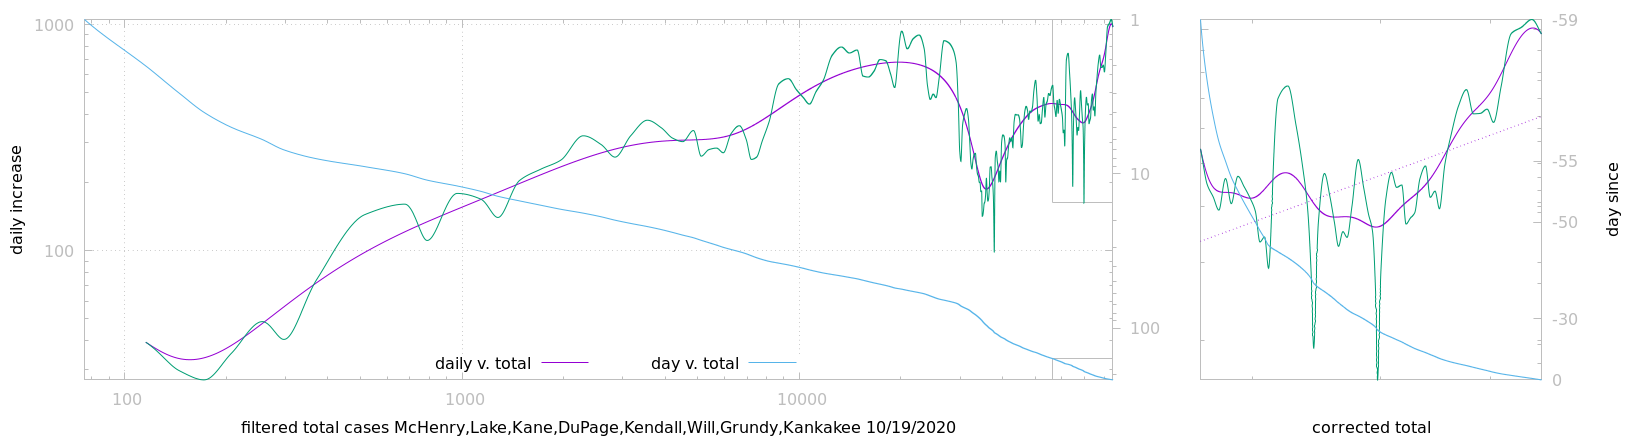 1000
100
daily increase
1
10
100
daily v. total
day v. total
100
1000
10000
filtered total cases McHenry,Lake,Kane,DuPage,Kendall,Will,Grundy,Kankakee 10/19/2020
-59
-55
-50
-30
0
day since
corrected total